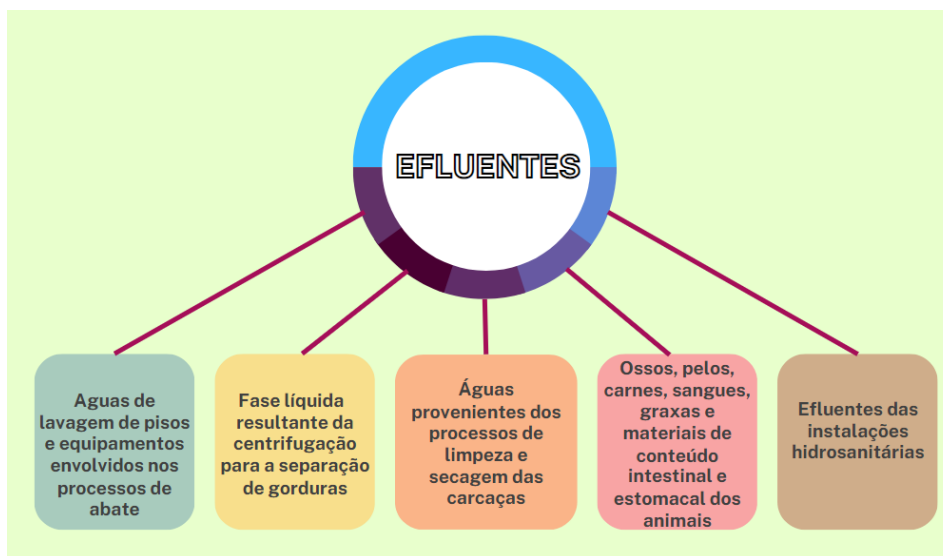 EFLUENTES
Aguas de
lavagem de pisos
e equipamentos
envolvidos nos
processos de
abate
Fase líquida
resultante da
centrifugação
para a separação
de gorduras
Águas
provenientes dos
processos de
limpeza e
secagem das
carcaças
Ossos, pelos,
carnes, sangues,
graxas e
materiais de
conteúdo
intestinal e
estomacal dos
animais
Efluentes das
instalações
hidrosanitárias